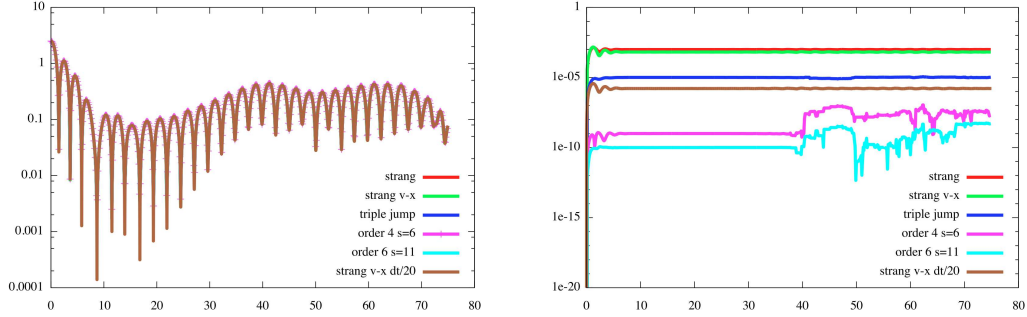 10
1
0.1
0.01
0.001
0.0001
strang
strang v-x
triple jump
order 4 s=6
order 6 s=11
strang v-x dt/20
0 10 20 30 40 50 60 70 80
1
1e-05
1e-10
1e-15
1e-20
strang
strang v-x
triple jump
order 4 s=6
order 6 s=11
strang v-x dt/20
0 10 20 30 40 50 60 70 80